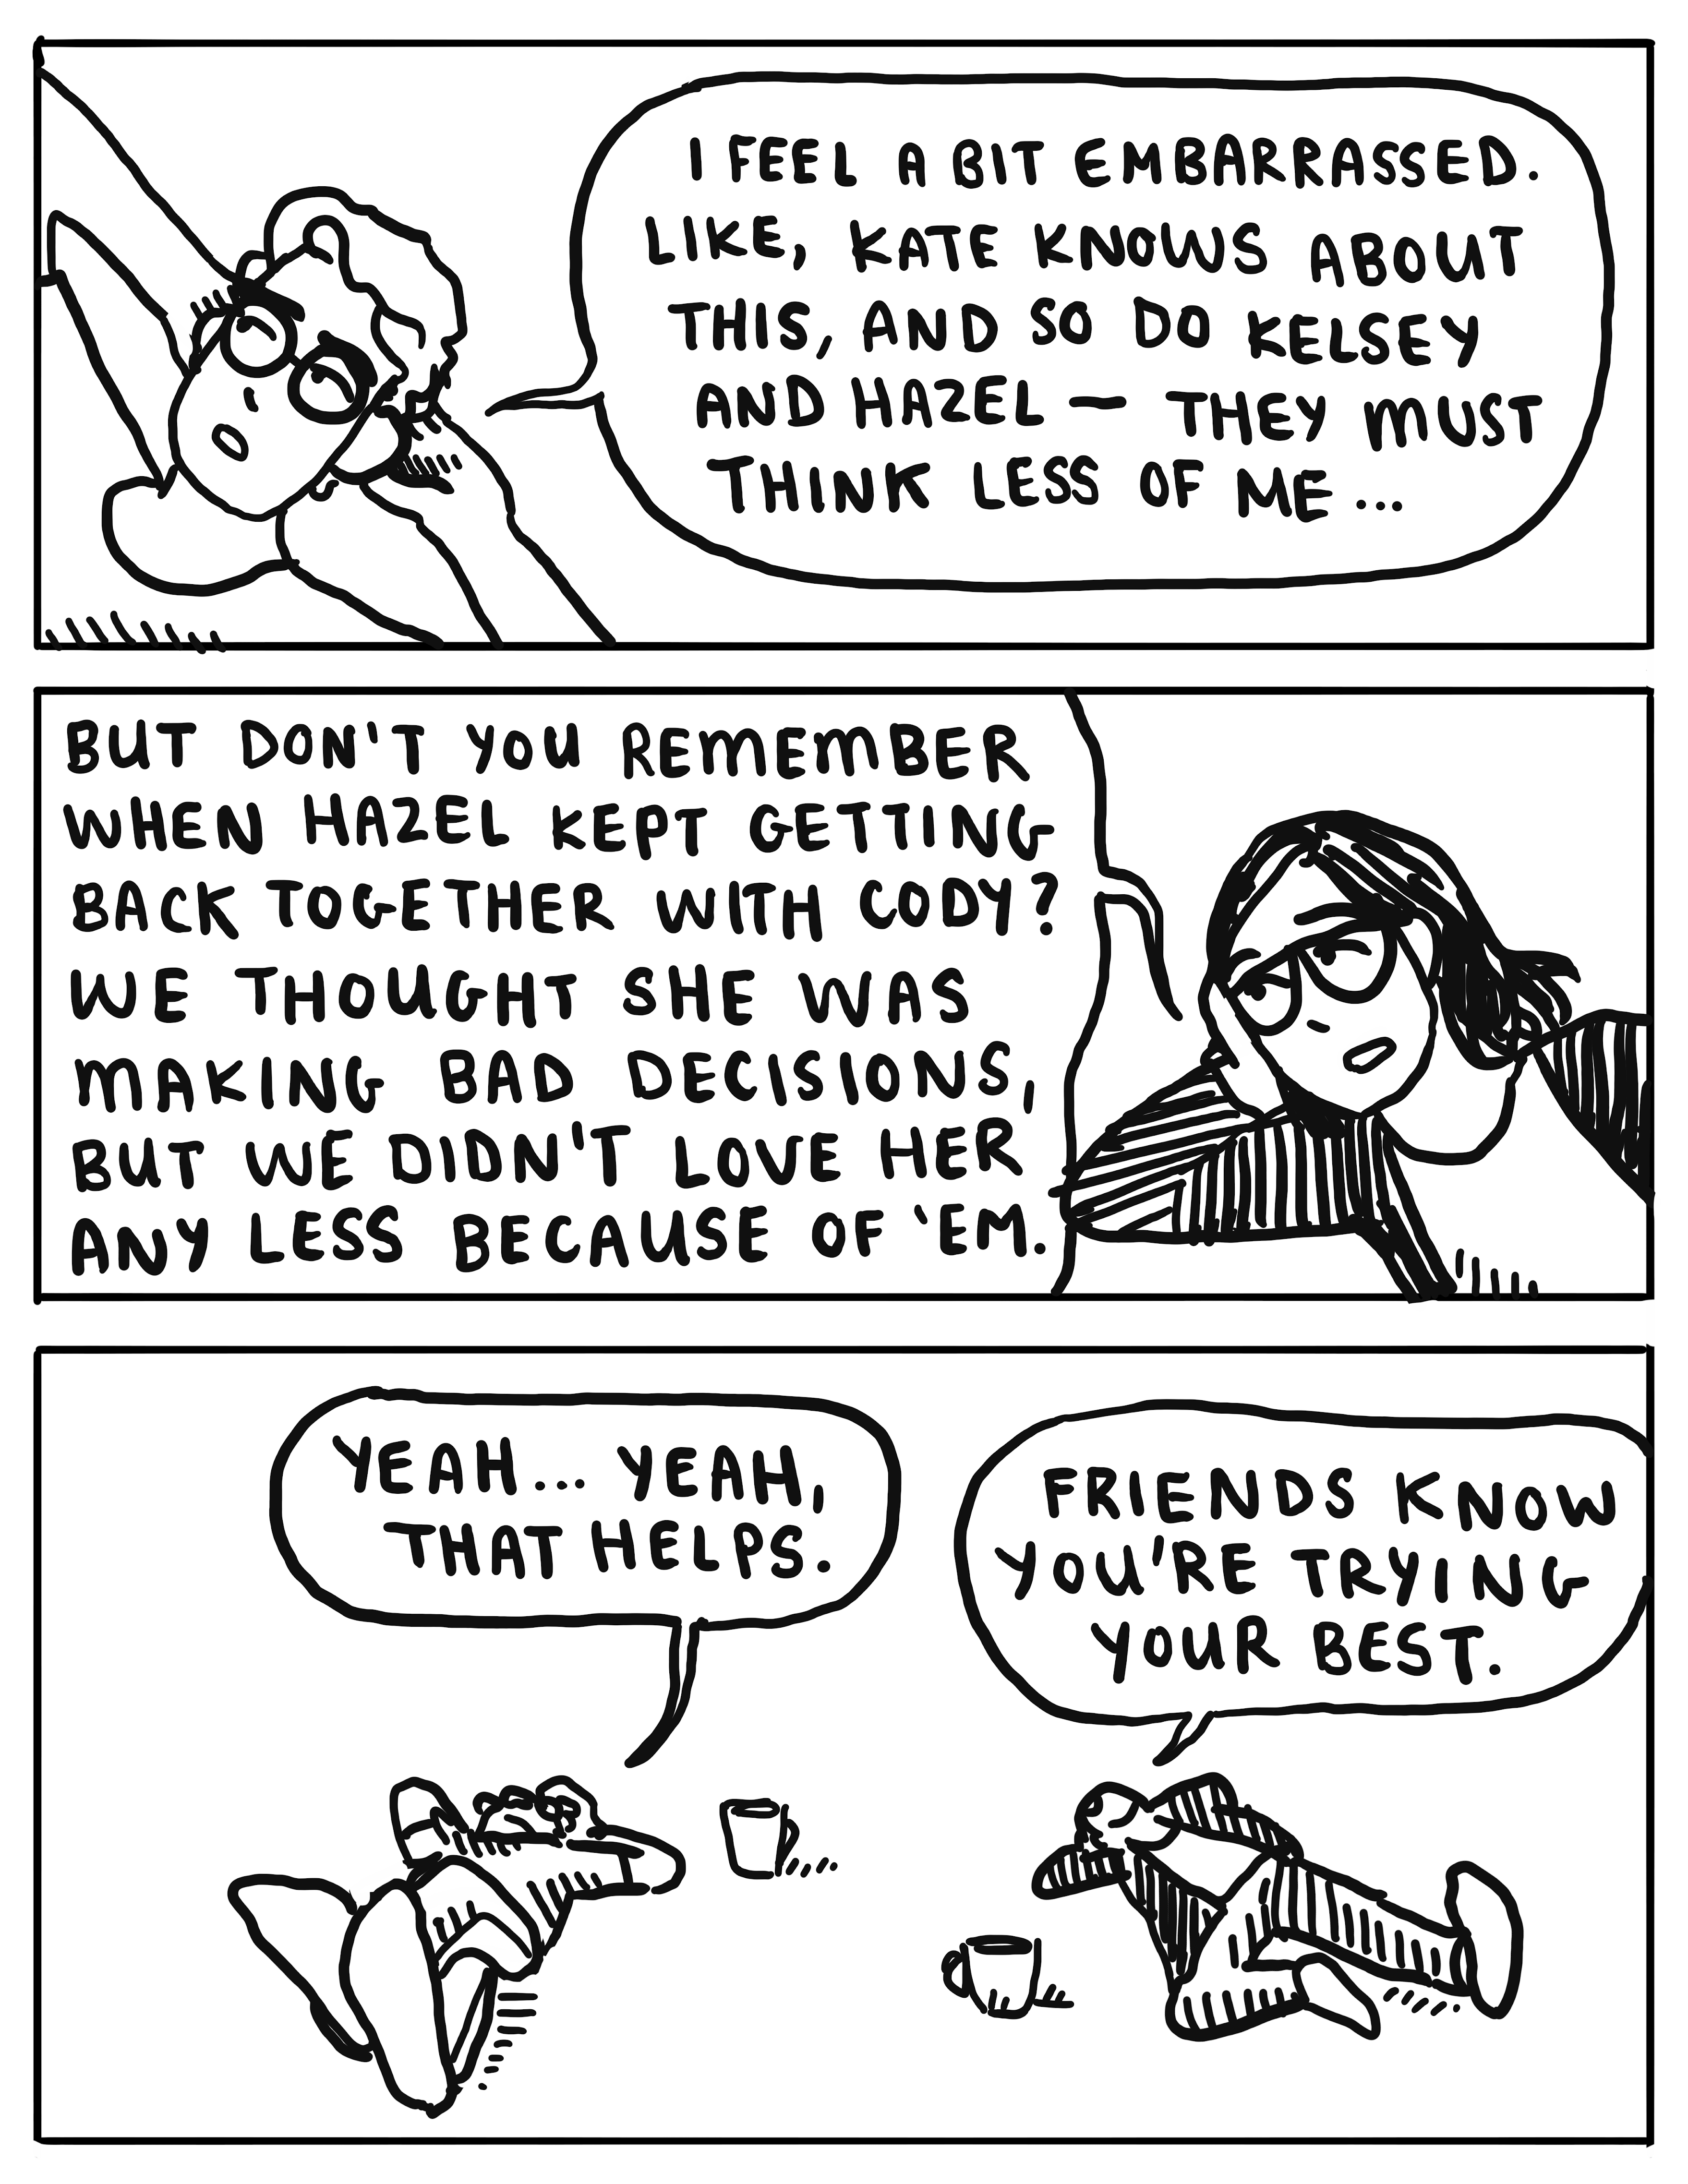 I FEEL A BIT EMBARRASSED.
LIKE, KATE KNOWS ABOUT
THIS, AND SO DO KELSEY
AND HAZEL — THEY MUST
THINK LESS OF ME...
BUT DON'T YOU REMEMBER
WHEN HAZEL KEPT GETTING
BACK TOGETHER WITH CODY?
WE THOUGHT SHE WAS
MAKING BAD DECISIONS,
BUT WE DIDN'T LOVE HER
ANY LESS BECAUSE OF 'EM.
YEAH... YEAH,
THAT HELPS.
FRIENDS KNOW
YOU'RE TRYING
YOUR BEST.